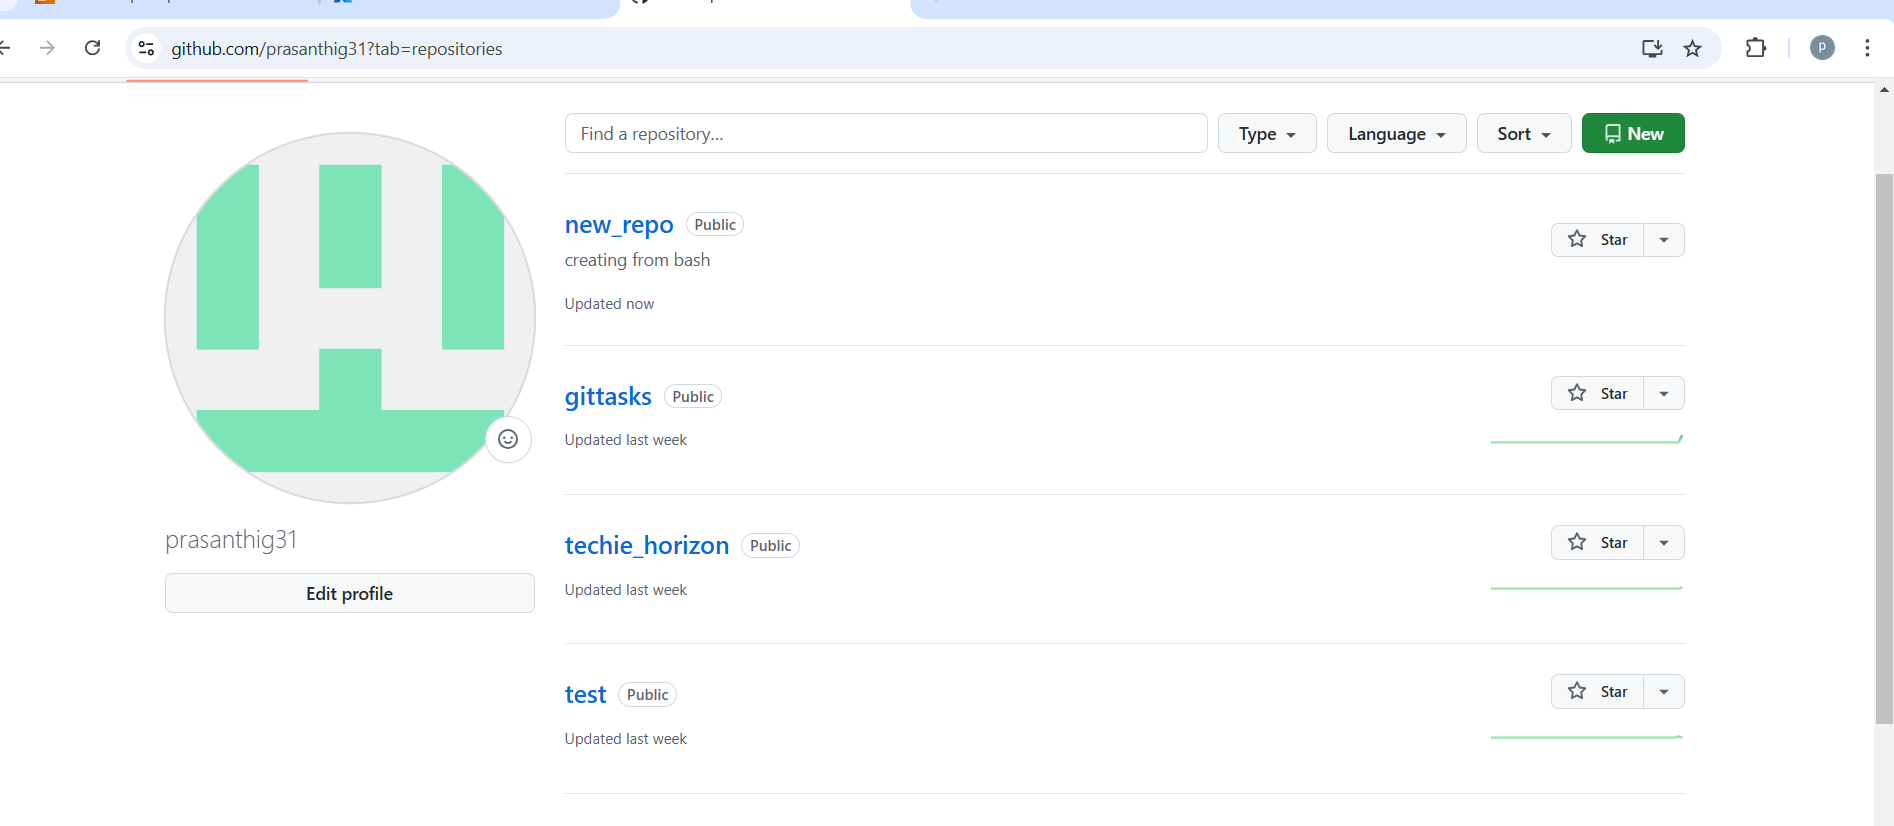 github.com/prasanthig31?tab=repositories
P
Find a repository...
Type
Language
Sort
New
new_repo Public
Star
creating from bash
Updated now
gittasks Public
Star
Updated last week
prasanthig31
Edit profile
techie_horizon Public
Star
Updated last week
test Public
Star
Updated last week